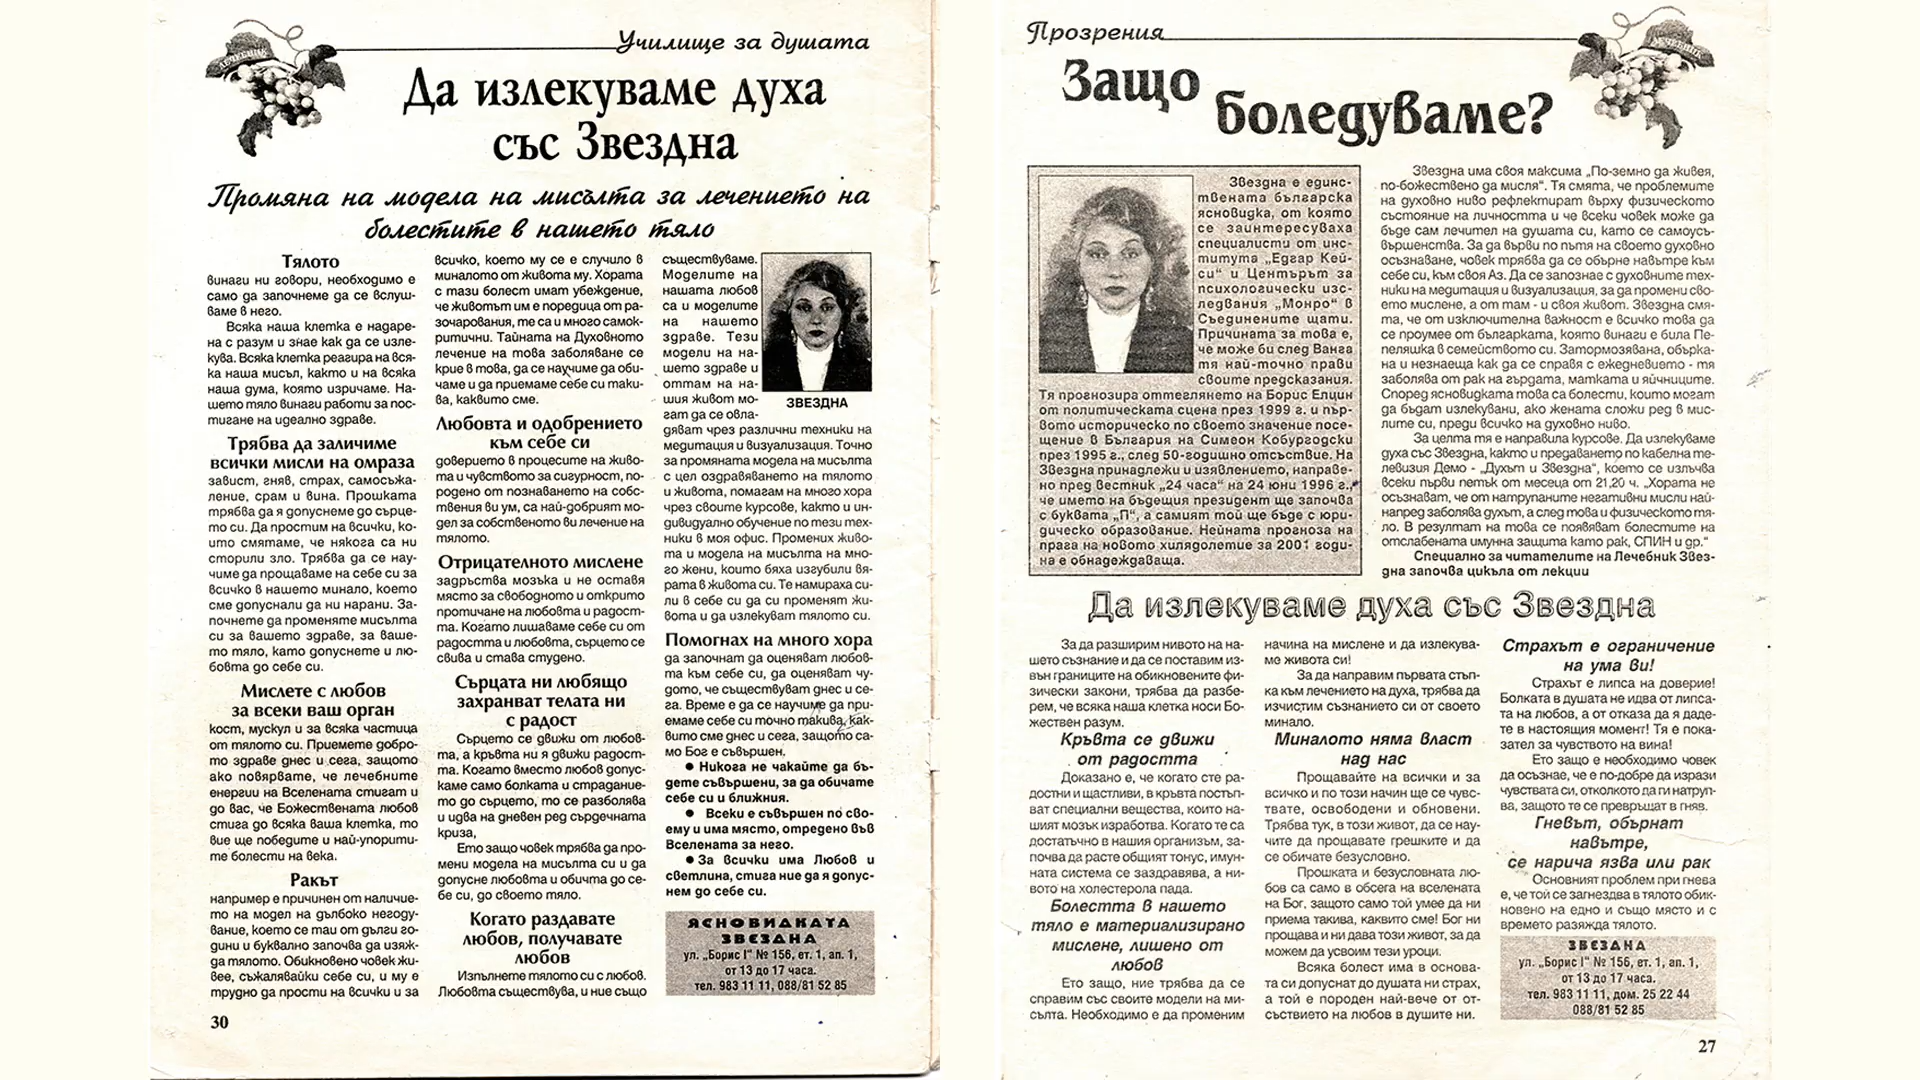 Училище за душата
Да излекуваме духа
със Звездна
Промяна на модела на мисълта за лечението на
болестите в нашето тяло
Тялото
винаги ни говори, необходимо е
само да започнеме да се вслуш-
ваме в него.
Всяка наша клетка е надаре-
на с разум и знае как да се изле-
кува. Всяка клетка реагира на вся-
ка наша мисъл, както и на всяка
наша дума, която изричаме. На-
шето тяло винаги работи за пос-
тигане на идеално здраве.
Трябва да заличиме
всички мисли на омраза
завист, гняв, страх, самосъжа-
ление, срам и вина. Прошката
трябва да я допуснеме до сърце-
то си. Да простим на всички, ко-
ито смятаме, че някога са ни
сторили зло. Трябва да се нау-
чиме да прощаваме на себе си за
всичко в нашето минало, което
сме допуснали да ни нарани. За-
почнете да променяте мисълта
си за вашето здраве, за ваше-
то тяло, като допуснете и лю-
бовта до себе си.
Мислете с любов
за всеки ваш орган
кост, мускул и за всяка частица
от тялото си. Приемете добро-
то здраве днес и сега, защото
ако повярвате, че лечебните
енергии на Вселената стигат и
до вас, че Божествената любов
стига до всяка ваша клетка, то
вие ще победите и най-упорити-
те болести на века.
Ракът
например е причинен от наличие-
то на модел на дълбоко негоду-
вание, което се таи от дълги го-
дини и буквално започва да изяж-
да тялото. Обикновено човек жи-
вее, съжалявайки себе си, и му е
трудно да прости на всички и за
всичко, което му се е случило в
миналото от живота му. Хората
с тази болест имат убеждение,
че животът им е поредица от ра-
зочарования, те са и много самок-
ритични. Тайната на Духовното
лечение на това заболяване се
крие в това, да се научиме да оби-
чаме и да приемаме себе си таки-
ва, каквито сме.
Любовта и одобрението
към себе си
доверието в процесите на живо-
та и чувството за сигурност, по-
родено от познаването на собс-
твения ви ум, са най-добрият мо-
дел за собственото ви лечение на
тялото.
Отрицателното мислене
задръства мозъка и не оставя
място за свободното и открито
протичане на любовта и радост-
та. Когато лишаваме себе си от
радостта и любовта, сърцето се
свива и става студено.
Сърцата ни любящо
захранват телата ни
с радост
Сърцето се движи от любов-
та, а кръвта ни я движи радост-
та. Когато вместо любов допус-
каме само болката и страдание-
то до сърцето, то се разболява
и идва на дневен ред сърдечната
криза,
Ето защо човек трябва да про-
мени модела на мисълта си и да
допусне любовта и обичта до се-
бе си, до своето тяло.
Когато раздавате
любов, получавате
любов
Изпълнете тялото си с любов.
Любовта съществува, и ние също
съществуваме.
Моделите на
нашата любов
са и моделите
на нашето
здраве. Тези
модели на на-
шето здраве и
оттам на на-
шия живот мо-
гат да се овла-
ЗВЕЗДНА
дяват чрез различни техники на
медитация и визуализация. Точно
за промяната модела на мисълта
с цел оздравяването на тялото
и живота, помагам на много хора
чрез своите курсове, както и ин-
дивидуално обучение по тези тех-
ники в моя офис. Промених живо-
та и модела на мисълта на мно-
го жени, които бяха изгубили вя-
рата в живота си. Те намираха си-
ли в себе си да си променят жи-
вота и да излекуват тялото си.
Помогнах на много хора
да започнат да оценяват любов-
та към себе си, да оценяват чу-
дото, че съществуват днес и се-
га. Време е да се научиме да при-
емаме себе си точно такива, как-
вито сме днес и сега, защото са-
мо Бог е съвършен.
● Никога не чакайте да бъ-
дете съвършени, за да обичате
себе си и ближния.
● Всеки е съвършен по сво-
ему и има място, отредено във
Вселената за него.
● За всички има Любов и
светлина, стига ние да я допус-
нем до себе си.
ЯСНОВИДКАТА
ЗВЕЗДНА
ул. „Борис I" № 156, ет. 1, ап. 1,
от 13 до 17 часа.
тел. 983 11 11, 088/81 52 85
30
Прозрения
Защо
боледуваме?
Звездна е единс-
твената българска
ясновидка, от която
се заинтересуваха
специалисти от инс-
титута „Едгар Кей-
си" и Центърът за
психологически изс-
ледвания „Монро" в
Съединените щати.
Причината за това е,
че може би след Ванга
тя най-точно прави
своите предсказания.
Тя прогнозира оттеглянето на Борис Елцин
от политическата сцена през 1999 г. и пър-
вото историческо по своето значение посе-
щение в България на Симеон Кобургодски
през 1995 г., след 50-годишно отсъствие. На
Звездна принадлежи и изявлението, направе-
но пред вестник „24 часа" на 24 юни 1996 г.,
че името на бъдещия президент ще започва
с буквата „П", а самият той ще бъде с юри-
дическо образование. Нейната прогноза на
прага на новото хилядолетие за 2001 годи-
на е обнадеждаваща.
Звездна има своя максима „По-земно да живея,
по-божествено да мисля". Тя смята, че проблемите
на духовно ниво рефлектират върху физическото
състояние на личността и че всеки човек може да
бъде сам лечител на душата си, като се самоусъ-
вършенства. За да върви по пътя на своето духовно
осъзнаване, човек трябва да се обърне навътре към
себе си, към своя Аз. Да се запознае с духовните тех-
ники на медитация и визуализация, за да промени сво-
ето мислене, а от там - и своя живот. Звездна смя-
та, че от изключителна важност е всичко това да
се проумее от българката, която винаги е била Пе-
пеляшка в семейството си. Затормозявана, объркa-
на и незнаеща как да се справя с ежедневието - тя
заболява от рак на гърдата, матката и яйчниците.
Според ясновидката това са болести, които могат
да бъдат излекувани, ако жената сложи ред в мис-
лите си, преди всичко на духовно ниво.
За целта тя е направила курсове. Да излекуваме
духа със Звездна, както и предаването по кабелна те-
левизия Демо - „Духът и Звездна", което се излъчва
всеки първи петък от месеца от 21,20 ч. „Хората не
осъзнават, че от натрупаните негативни мисли най-
напред заболява духът, а след това и физическото тя-
ло. В резултат на това се появяват болестите на
отслабената имунна защита като рак, СПИН и др."
Специално за читателите на Лечебник Звез-
дна започва цикъла от лекции
Да излекуваме духа със Звездна
За да разширим нивото на на-
шето съзнание и да се поставим из-
вън границите на обикновените фи-
зически закони, трябва да разбе-
рем, че всяка наша клетка носи Бо-
жествен разум.
Кръвта се движи
от радостта
Доказано е, че когато сте ра-
достни и щастливи, в кръвта постъп-
ват специални вещества, които на-
шият мозък изработва. Когато те са
достатъчно в нашия организъм, за-
почва да расте общият тонус, имун-
ната система се заздравява, а ни-
вото на холестерола пада.
Болестта в нашето
тяло е материализирано
мислене, лишено от
любов
Ето защо, ние трябва да се
справим със своите модели на ми-
сълта. Необходимо е да променим
начина на мислене и да излекува-
ме живота си!
За да направим първата стъп-
ка към лечението на духа, трябва да
изчистим съзнанието си от своето
минало.
Миналото няма власт
над нас
Прощавайте на всички и за
всичко и по този начин ще се чувс-
твате, освободени и обновени.
Трябва тук, в този живот, да се нау-
чите да прощавате грешките и да
се обичате безусловно.
Прошката и безусловната лю-
бов са само в обсега на вселената
на Бог, защото само той умее да ни
приема такива, каквито сме! Бог ни
прощава и ни дава този живот, за да
можем да усвоим тези уроци.
Всяка болест има в основа-
та си допуснат до душата ни страх,
а той е породен най-вече от от-
съствието на любов в душите ни.
Страхът е ограничение
на ума ви!
Страхът е липса на доверие!
Болката в душата не идва от липса-
та на любов, а от отказа да я даде-
те в настоящия момент! Тя е пока-
зател за чувството на вина!
Ето защо е необходимо човек
да осъзнае, че е по-добре да изрази
чувствата си, отколкото да ги натруп-
ва, защото те се превръщат в гняв.
Гневът, обърнат
навътре,
се нарича язва или рак
Основният проблем при гнева
е, че той се загнездва в тялото обик-
новено на едно и също място и с
времето разяжда тялото.
ЗВЕЗДНА
ул. „Борис I" № 156, ет. 1, ап. 1,
от 13 до 17 часа.
тел. 983 11 11, дом. 25 22 44
088/81 52 85
27